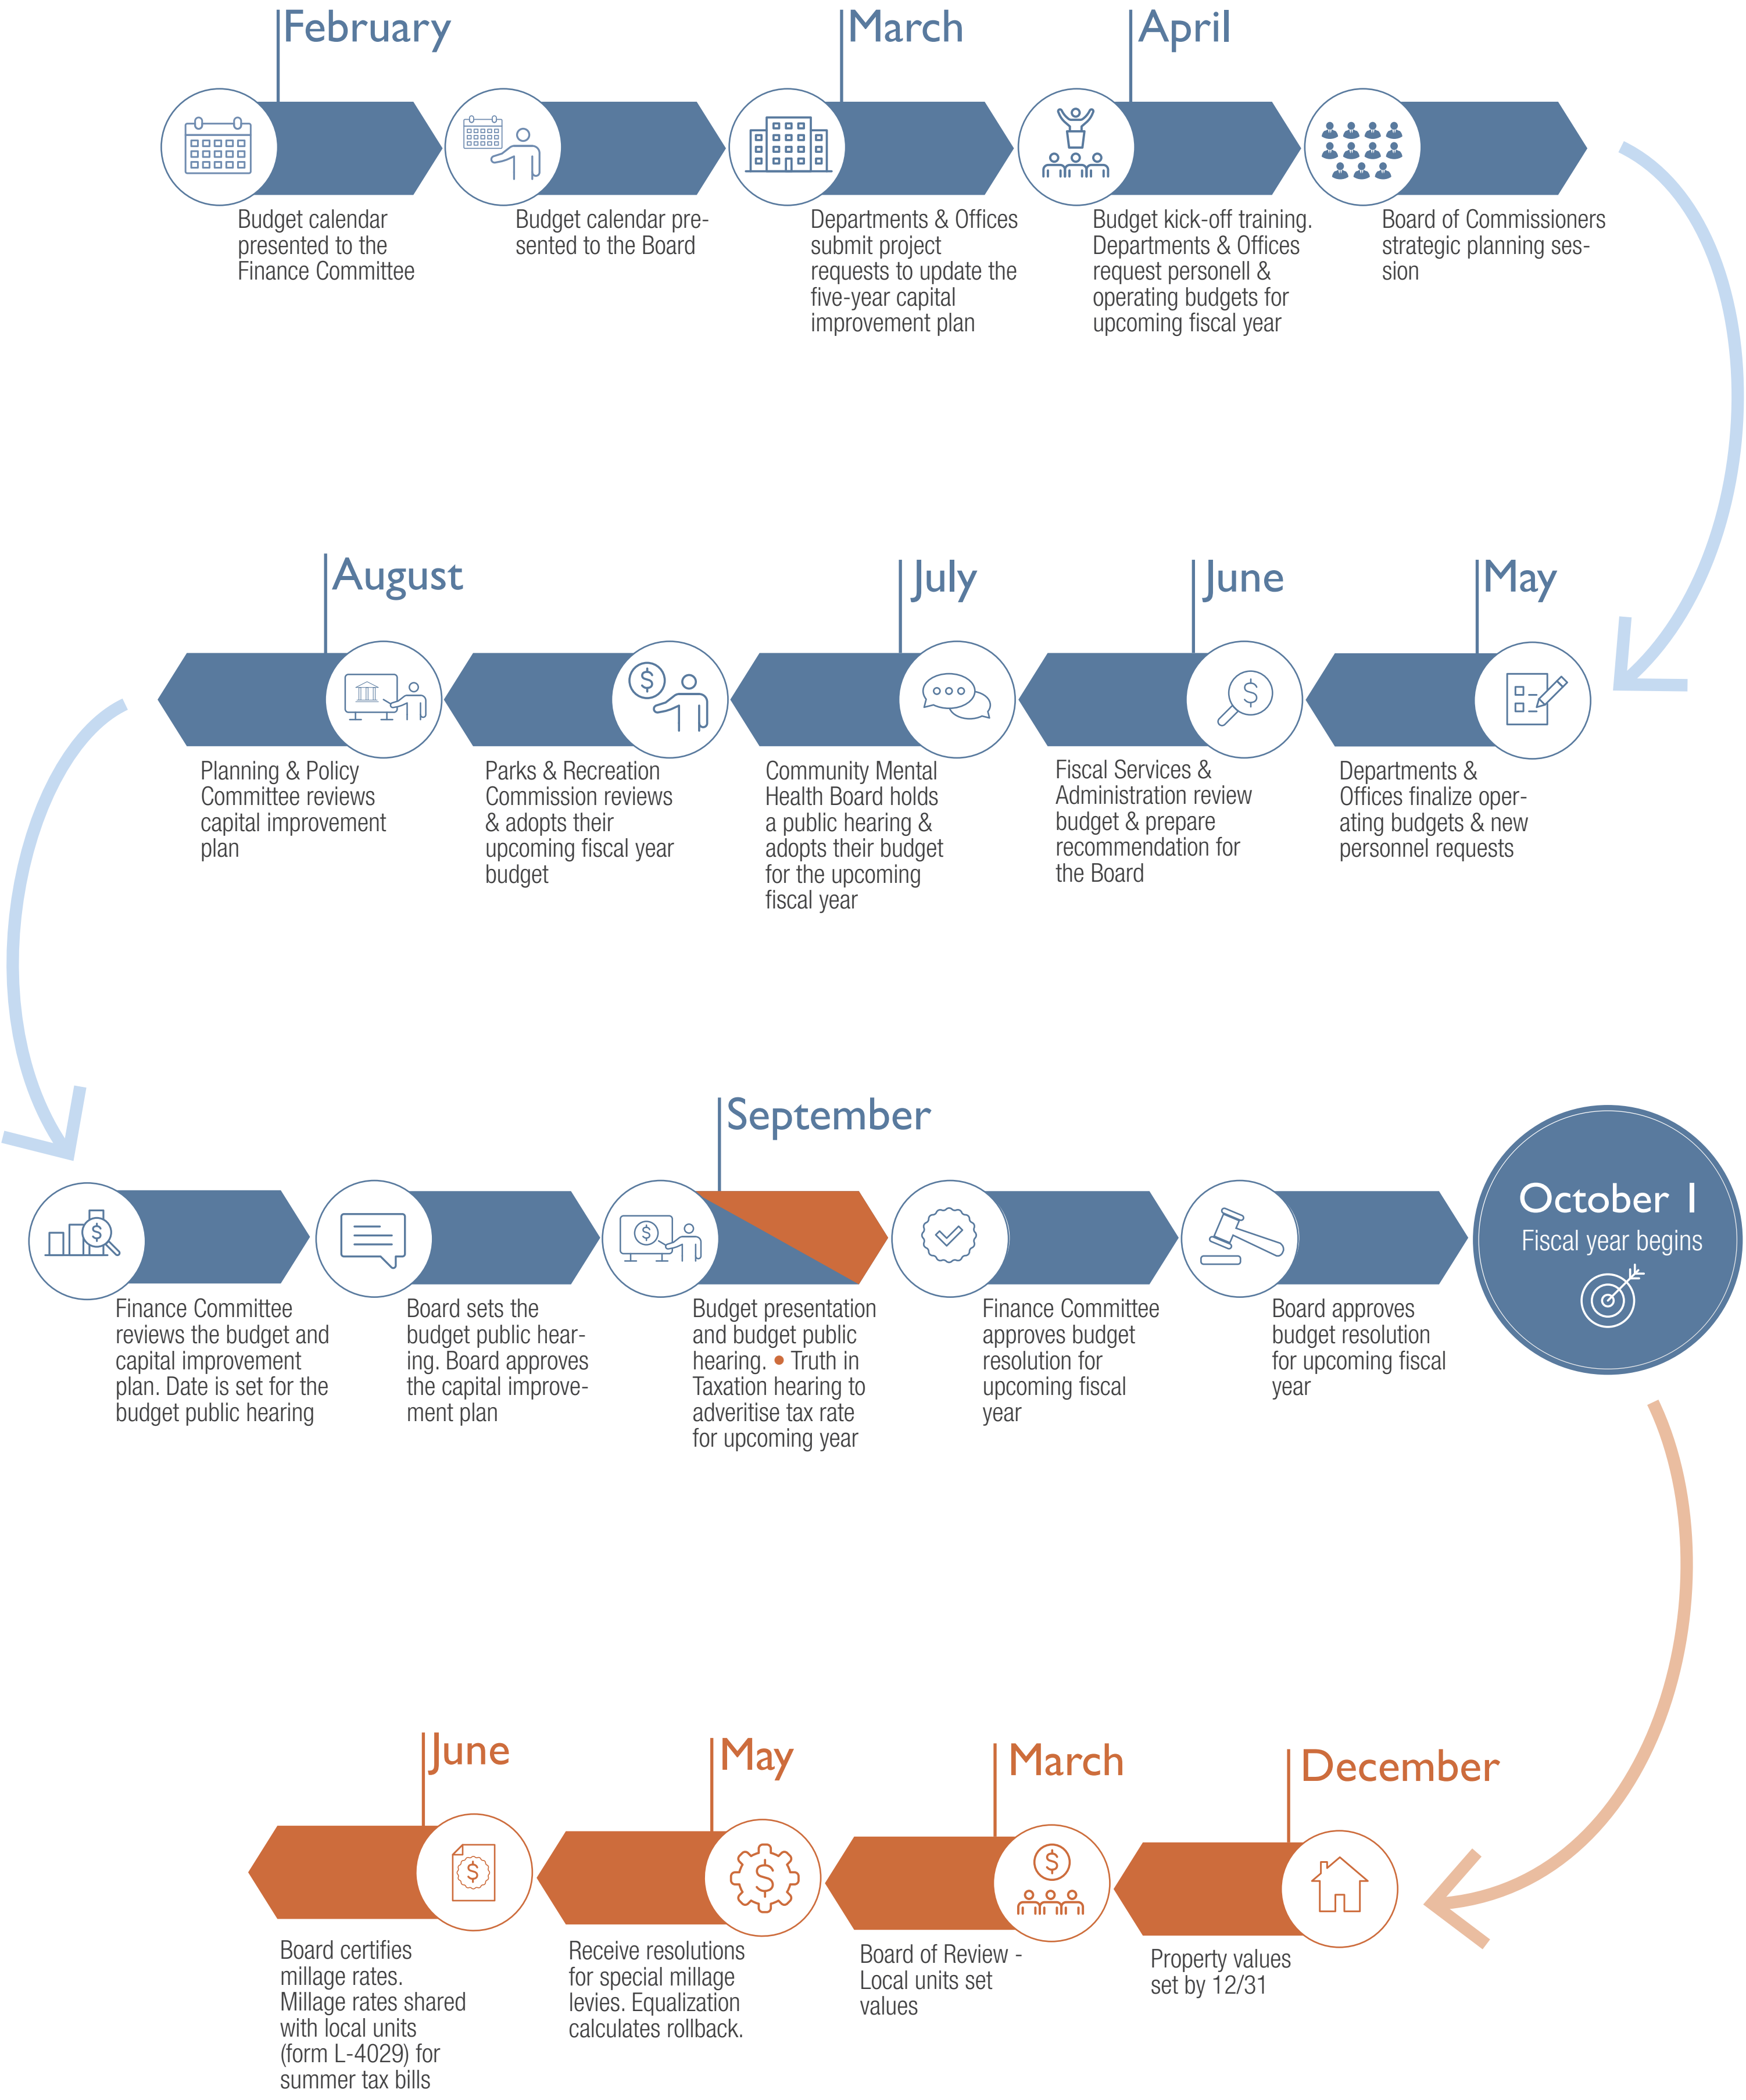 February
Budget calendar
presented to the
Finance Committee
Budget calendar pre-
sented to the Board
March
Departments & Offices
submit project
requests to update the
five-year capital
improvement plan
April
Budget kick-off training.
Departments & Offices
request personell &
operating budgets for
upcoming fiscal year
Board of Commissioners
strategic planning ses-
sion
May
Departments &
Offices finalize oper-
ating budgets & new
personnel requests
June
Fiscal Services &
Administration review
budget & prepare
recommendation for
the Board
July
Community Mental
Health Board holds
a public hearing &
adopts their budget
for the upcoming
fiscal year
Parks & Recreation
Commission reviews
& adopts their
upcoming fiscal year
budget
August
Planning & Policy
Committee reviews
capital improvement
plan
Finance Committee
reviews the budget and
capital improvement
plan. Date is set for the
budget public hearing
Board sets the
budget public hear-
ing. Board approves
the capital improve-
ment plan
September
Budget presentation
and budget public
hearing. • Truth in
Taxation hearing to
adveritise tax rate
for upcoming year
Finance Committee
approves budget
resolution for
upcoming fiscal
year
Board approves
budget resolution
for upcoming fiscal
year
October 1
Fiscal year begins
December
Property values
set by 12/31
March
Board of Review -
Local units set
values
May
Receive resolutions
for special millage
levies. Equalization
calculates rollback.
June
Board certifies
millage rates.
Millage rates shared
with local units
(form L-4029) for
summer tax bills